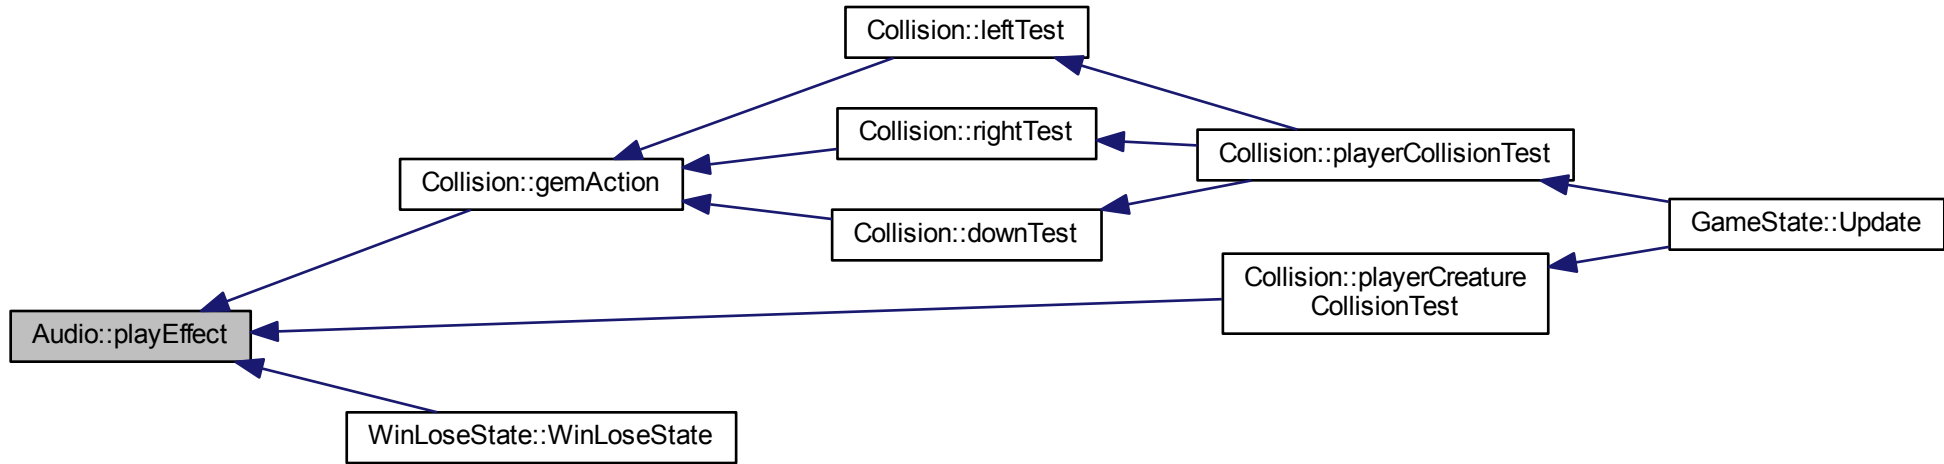 Collision::leftTest
Collision::rightTest
Collision::playerCollisionTest
Collision::gemAction
GameState::Update
Collision::downTest
Collision::playerCreature
CollisionTest
Audio::playEffect
WinLoseState::WinLoseState